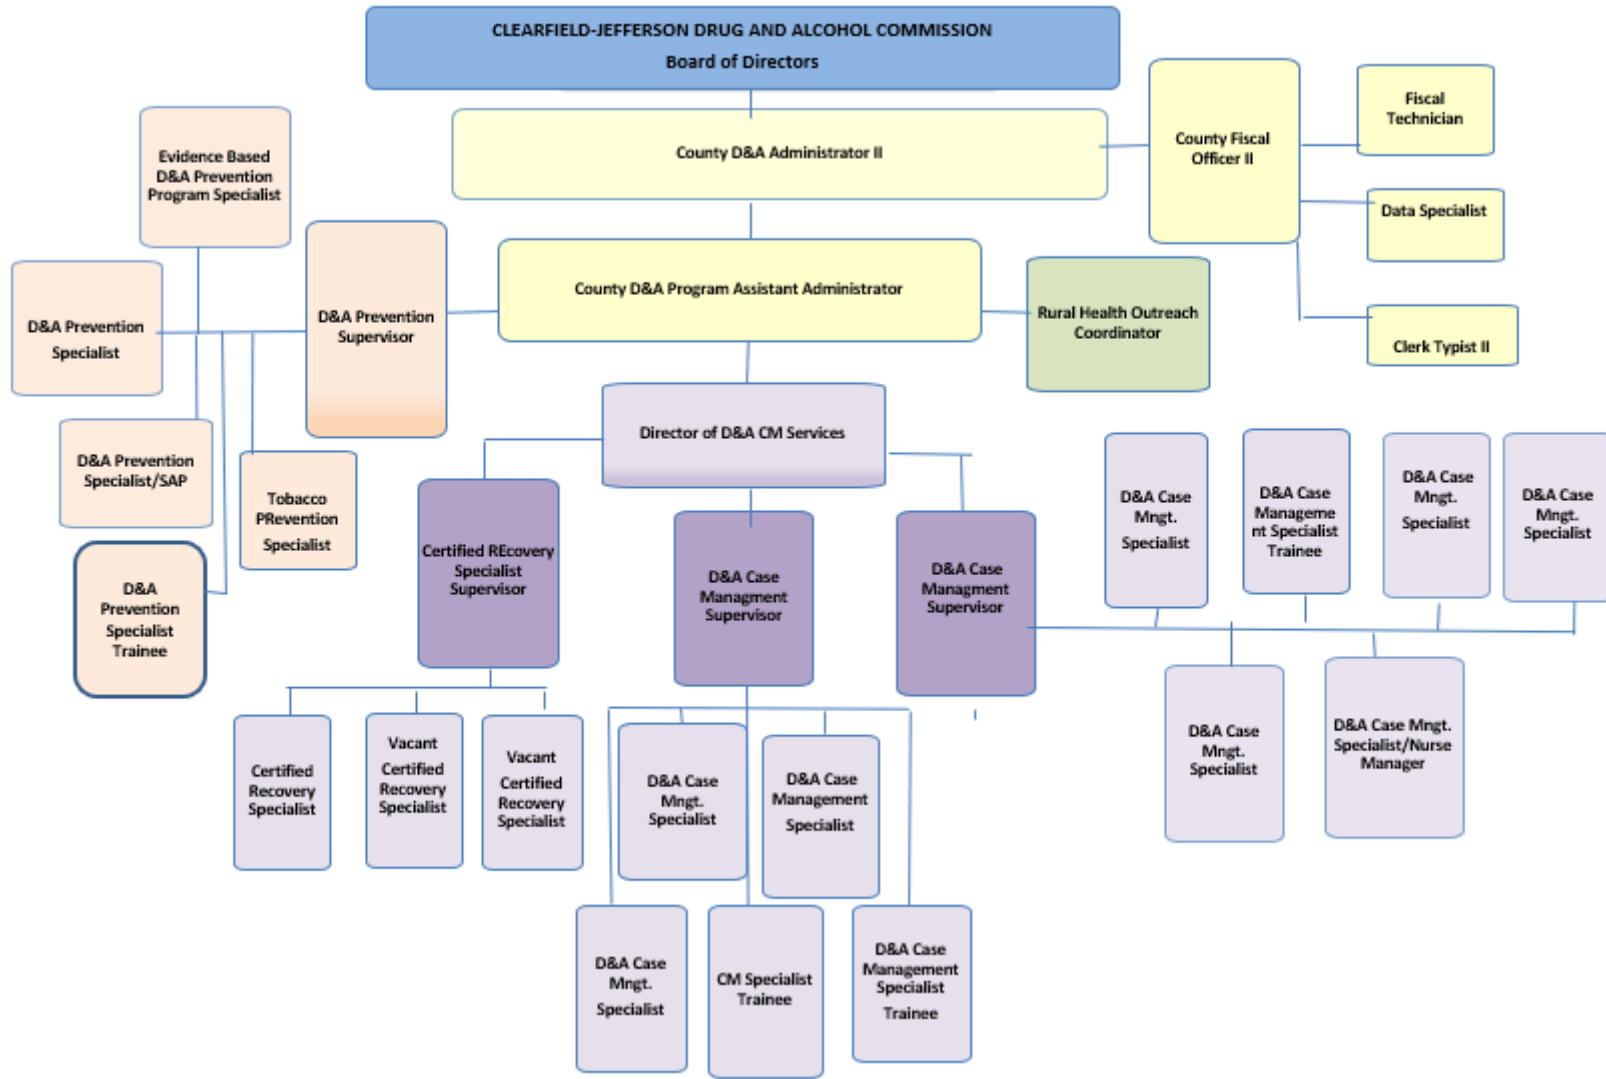 CLEARFIELD-JEFFERSON DRUG AND ALCOHOL COMMISSION
Board of Directors
County D&A Administrator II
County Fiscal
Officer II
Fiscal
Technician
Data Specialist
Clerk Typist II
Evidence Based
D&A Prevention
Program Specialist
D&A Prevention
Specialist
D&A Prevention
Supervisor
County D&A Program Assistant Administrator
Rural Health Outreach
Coordinator
D&A Prevention
Specialist/SAP
Tobacco
PRevention
Specialist
D&A
Prevention
Specialist
Trainee
Director of D&A CM Services
Certified REcovery
Specialist
Supervisor
D&A Case
Managment
Supervisor
D&A Case
Managment
Supervisor
D&A Case
Mngt.
Specialist
D&A Case
Manageme
nt Specialist
Trainee
D&A Case
Mngt.
Specialist
D&A Case
Mngt.
Specialist
D&A Case
Mngt.
Specialist
D&A Case Mngt.
Specialist/Nurse
Manager
Certified
Recovery
Specialist
Vacant
Certified
Recovery
Specialist
Vacant
Certified
Recovery
Specialist
D&A Case
Mngt.
Specialist
D&A Case
Management
Specialist
D&A Case
Mngt.
Specialist
CM Specialist
Trainee
D&A Case
Management
Specialist
Trainee